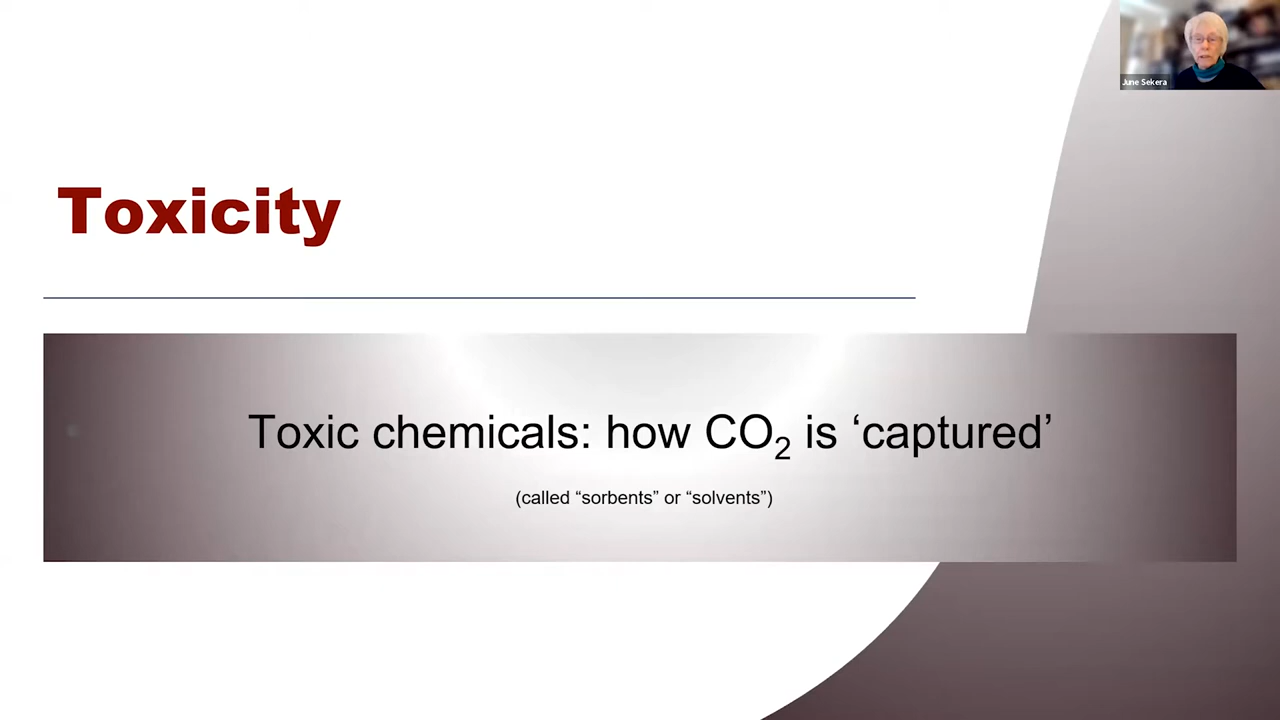 June Sekera
Toxicity
Toxic chemicals: how CO₂ is ‘captured’
(called “sorbents” or “solvents”)